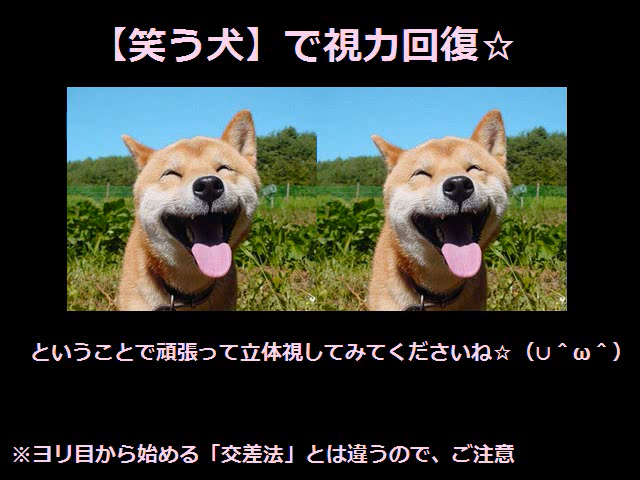 【笑う犬】で視力回復☆
ということで頑張って立体視してみてくださいね☆（∪＾ω＾）
※ヨリ目から始める「交差法」とは違うので、ご注意